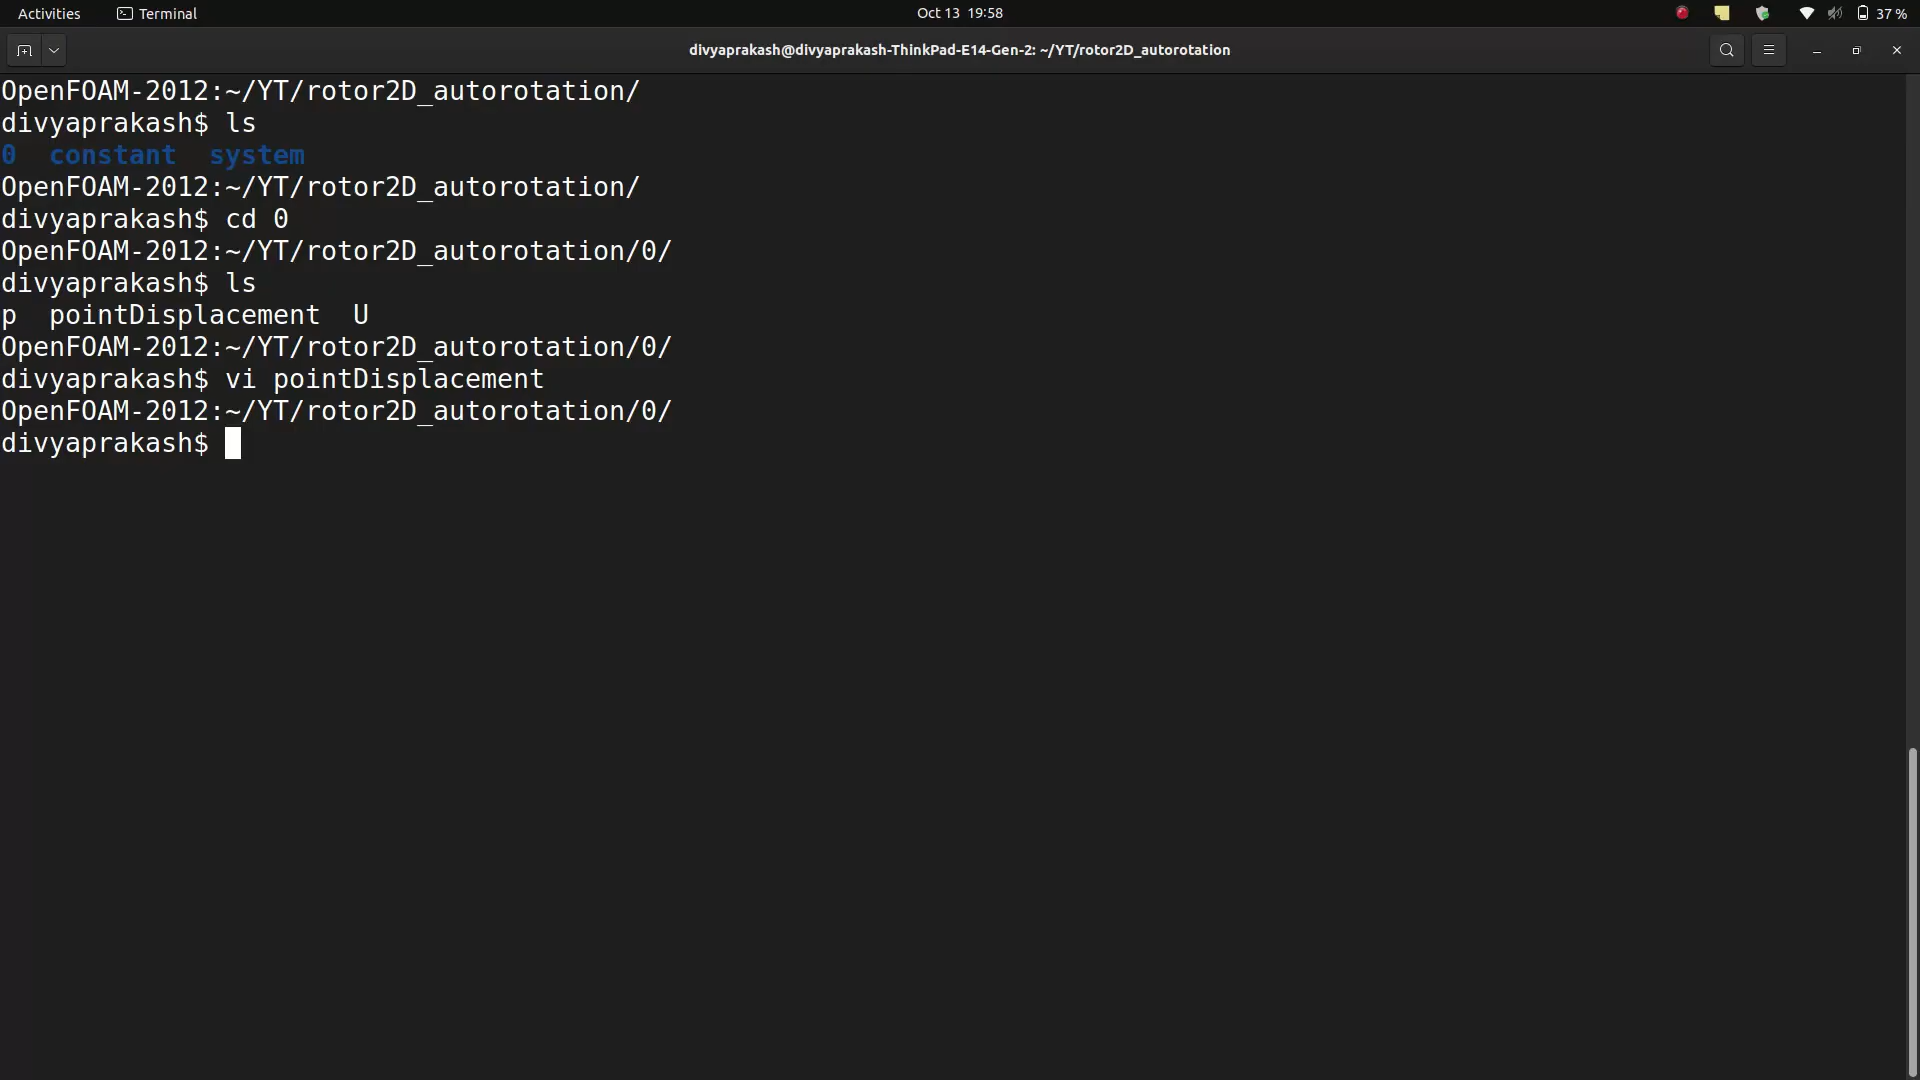 Activities Terminal Oct 13 19:58 37 %
divyaprakash@divyaprakash-ThinkPad-E14-Gen-2: ~/YT/rotor2D_autorotation
OpenFOAM-2012:~/YT/rotor2D_autorotation/
divyaprakash$ ls
0 constant system
OpenFOAM-2012:~/YT/rotor2D_autorotation/
divyaprakash$ cd 0
OpenFOAM-2012:~/YT/rotor2D_autorotation/0/
divyaprakash$ ls
p pointDisplacement U
OpenFOAM-2012:~/YT/rotor2D_autorotation/0/
divyaprakash$ vi pointDisplacement
OpenFOAM-2012:~/YT/rotor2D_autorotation/0/
divyaprakash$